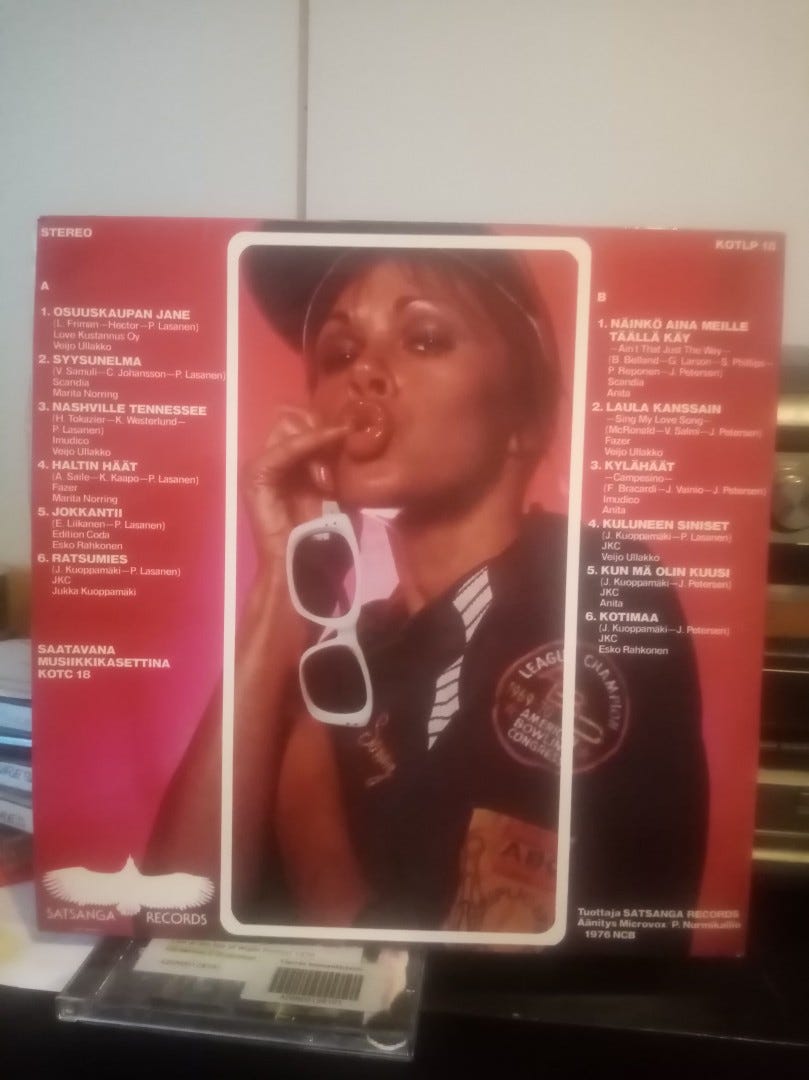 STEREO
KOTLP 18
A
1. OSUUSKAUPAN JANE
(L. Friman—Hector—P. Lasanen)
Love Kustannus Oy
Veijo Ullakko
2. SYYSUNELMA
(V. Samuli—C. Johansson—P. Lasanen)
Scandia
Marita Norring
3. NASHVILLE TENNESSEE
(H. Tokazier—K. Westerlund—
P. Lasanen)
Imudico
Veijo Ullakko
4. HALTIN HÄÄT
(A. Saile—K. Kaapo—P. Lasanen)
Fazer
Marita Norring
5. JOKKANTII
(E. Liikanen—P. Lasanen)
Edition Coda
Esko Rahkonen
6. RATSUMIES
(J. Kuoppamäki—P. Lasanen)
JKC
Jukka Kuoppamäki
SAATAVANA
MUSIIKKIKASETTINA
KOTC 18
B
1. NÄINKÖ AINA MEILLE
TÄÄLLÄ KÄY
—Ain't That Just The Way—
(B. Belland—G. Larson—S. Phillips—
P. Reponen—J. Petersen)
Scandia
Anita
2. LAULA KANSSAIN
—Sing My Love Song—
(McRonald—V. Salmi—J. Petersen)
Fazer
Veijo Ullakko
3. KYLÄHÄÄT
—Campesino—
(F. Bracardi—J. Vainio—J. Petersen)
Imudico
Anita
4. KULUNEEN SINISET
(J. Kuoppamäki—P. Lasanen)
JKC
Veijo Ullakko
5. KUN MÄ OLIN KUUSI
(J. Kuoppamäki—J. Petersen)
JKC
Anita
6. KOTIMAA
(J. Kuoppamäki—J. Petersen)
JKC
Esko Rahkonen
LEAGUE CHAMPION
AMERICAN
BOWLING
CONGRESS
ABC
SATSANGA RECORDS
Tuottaja SATSANGA RECORDS
Äänitys Microvox P. Nurmikallio
1976 NCB